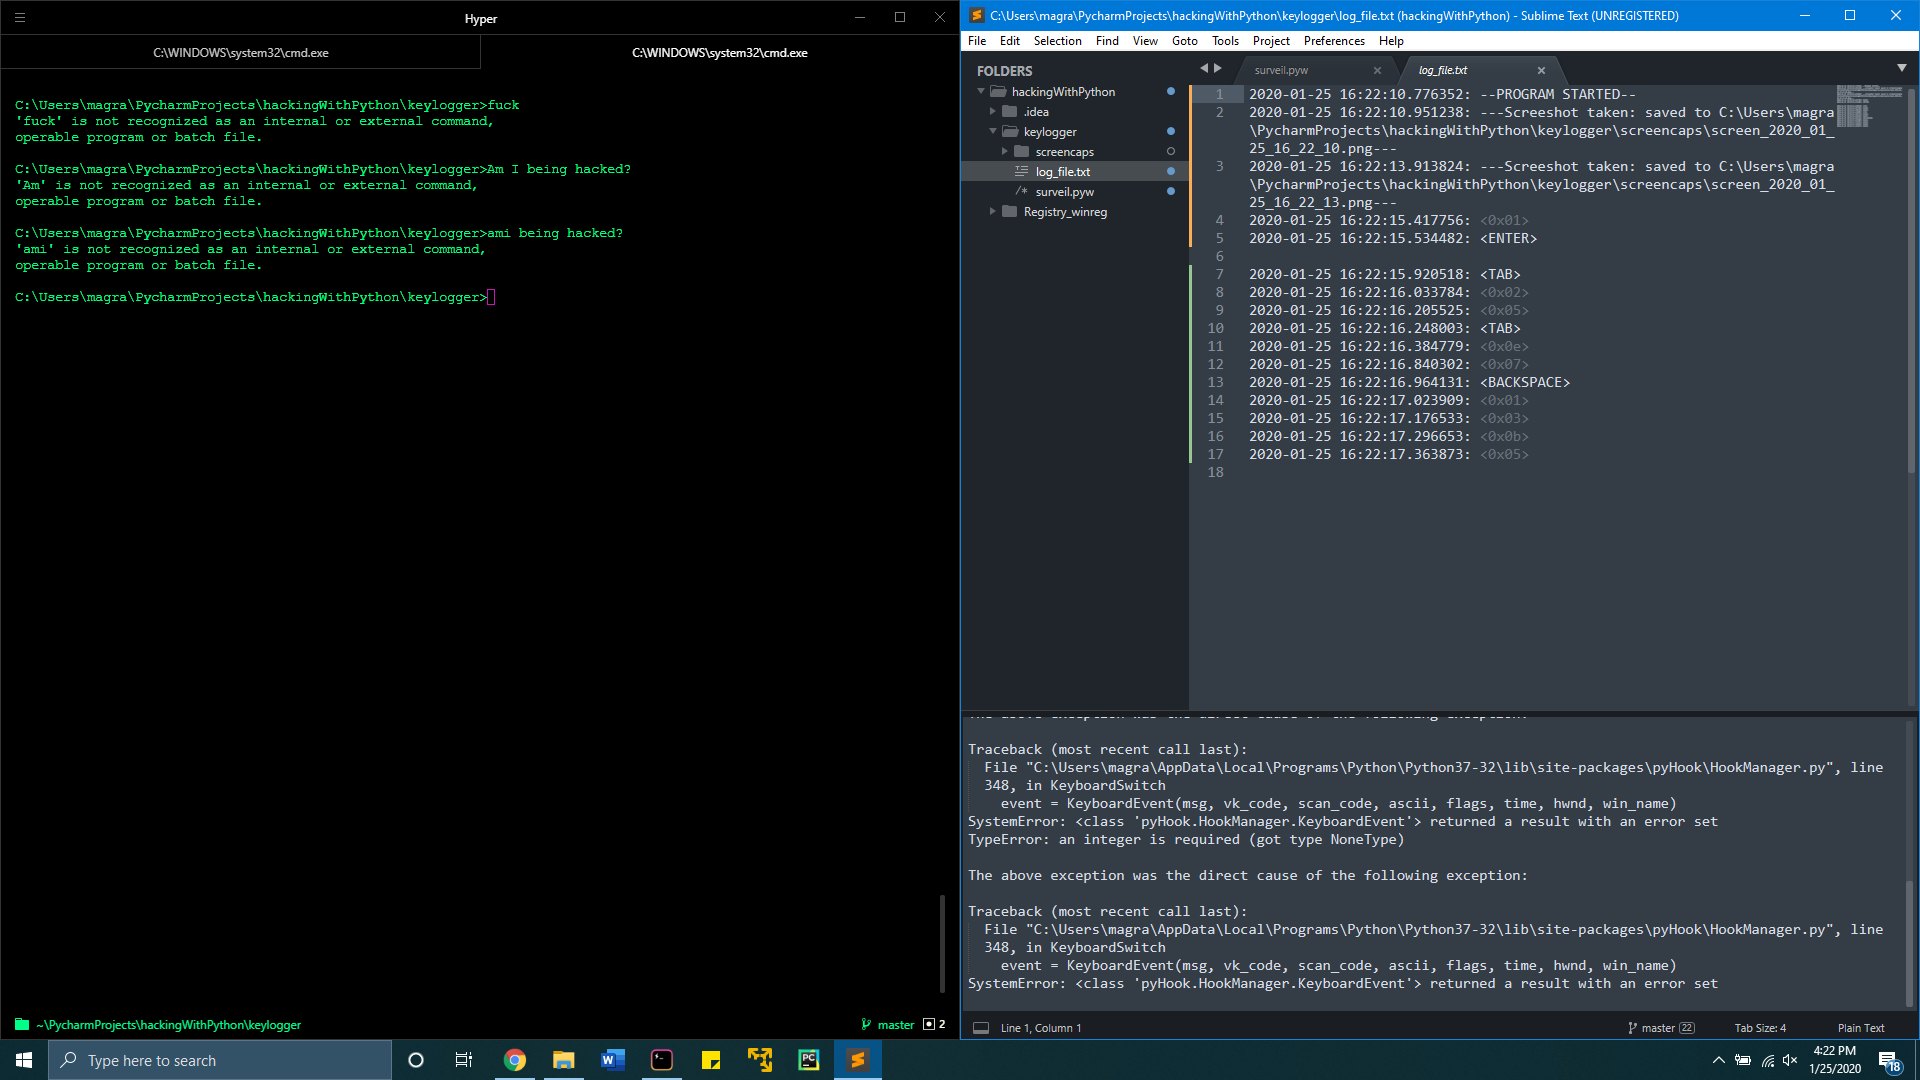 Hyper
C:\WINDOWS\system32\cmd.exe
C:\WINDOWS\system32\cmd.exe
C:\Users\magra\PycharmProjects\hackingWithPython\keylogger>fuck
'fuck' is not recognized as an internal or external command,
operable program or batch file.
C:\Users\magra\PycharmProjects\hackingWithPython\keylogger>Am I being hacked?
'Am' is not recognized as an internal or external command,
operable program or batch file.
C:\Users\magra\PycharmProjects\hackingWithPython\keylogger>ami being hacked?
'ami' is not recognized as an internal or external command,
operable program or batch file.
C:\Users\magra\PycharmProjects\hackingWithPython\keylogger>
~\PycharmProjects\hackingWithPython\keylogger
master 2
C:\Users\magra\PycharmProjects\hackingWithPython\keylogger\log_file.txt (hackingWithPython) - Sublime Text (UNREGISTERED)
File Edit Selection Find View Goto Tools Project Preferences Help
FOLDERS
hackingWithPython
.idea
keylogger
screencaps
log_file.txt
/* surveil.pyw
Registry_winreg
surveil.pyw
log_file.txt
1 2020-01-25 16:22:10.776352: --PROGRAM STARTED--
2 2020-01-25 16:22:10.951238: ---Screeshot taken: saved to C:\Users\magra
\PycharmProjects\hackingWithPython\keylogger\screencaps\screen_2020_01_
25_16_22_10.png---
3 2020-01-25 16:22:13.913824: ---Screeshot taken: saved to C:\Users\magra
\PycharmProjects\hackingWithPython\keylogger\screencaps\screen_2020_01_
25_16_22_13.png---
4 2020-01-25 16:22:15.417756: <0x01>
5 2020-01-25 16:22:15.534482: <ENTER>
6
7 2020-01-25 16:22:15.920518: <TAB>
8 2020-01-25 16:22:16.033784: <0x02>
9 2020-01-25 16:22:16.205525: <0x05>
10 2020-01-25 16:22:16.248003: <TAB>
11 2020-01-25 16:22:16.384779: <0x0e>
12 2020-01-25 16:22:16.840302: <0x07>
13 2020-01-25 16:22:16.964131: <BACKSPACE>
14 2020-01-25 16:22:17.023909: <0x01>
15 2020-01-25 16:22:17.176533: <0x03>
16 2020-01-25 16:22:17.296653: <0x0b>
17 2020-01-25 16:22:17.363873: <0x05>
18
The above exception was the direct cause of the following exception:
Traceback (most recent call last):
File "C:\Users\magra\AppData\Local\Programs\Python\Python37-32\lib\site-packages\pyHook\HookManager.py", line
348, in KeyboardSwitch
event = KeyboardEvent(msg, vk_code, scan_code, ascii, flags, time, hwnd, win_name)
SystemError: <class 'pyHook.HookManager.KeyboardEvent'> returned a result with an error set
TypeError: an integer is required (got type NoneType)
The above exception was the direct cause of the following exception:
Traceback (most recent call last):
File "C:\Users\magra\AppData\Local\Programs\Python\Python37-32\lib\site-packages\pyHook\HookManager.py", line
348, in KeyboardSwitch
event = KeyboardEvent(msg, vk_code, scan_code, ascii, flags, time, hwnd, win_name)
SystemError: <class 'pyHook.HookManager.KeyboardEvent'> returned a result with an error set
Line 1, Column 1
master 22
Tab Size: 4
Plain Text
Type here to search
4:22 PM
1/25/2020
18